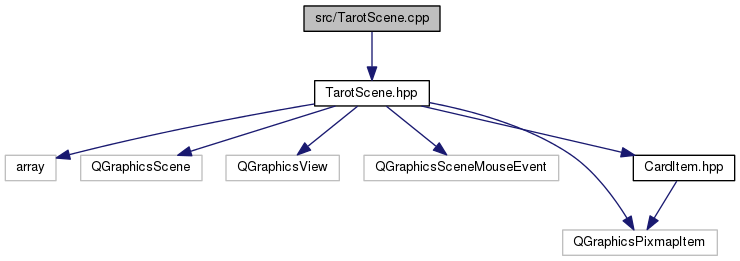 src/TarotScene.cpp
TarotScene.hpp
array
QGraphicsScene
QGraphicsView
QGraphicsSceneMouseEvent
CardItem.hpp
QGraphicsPixmapItem